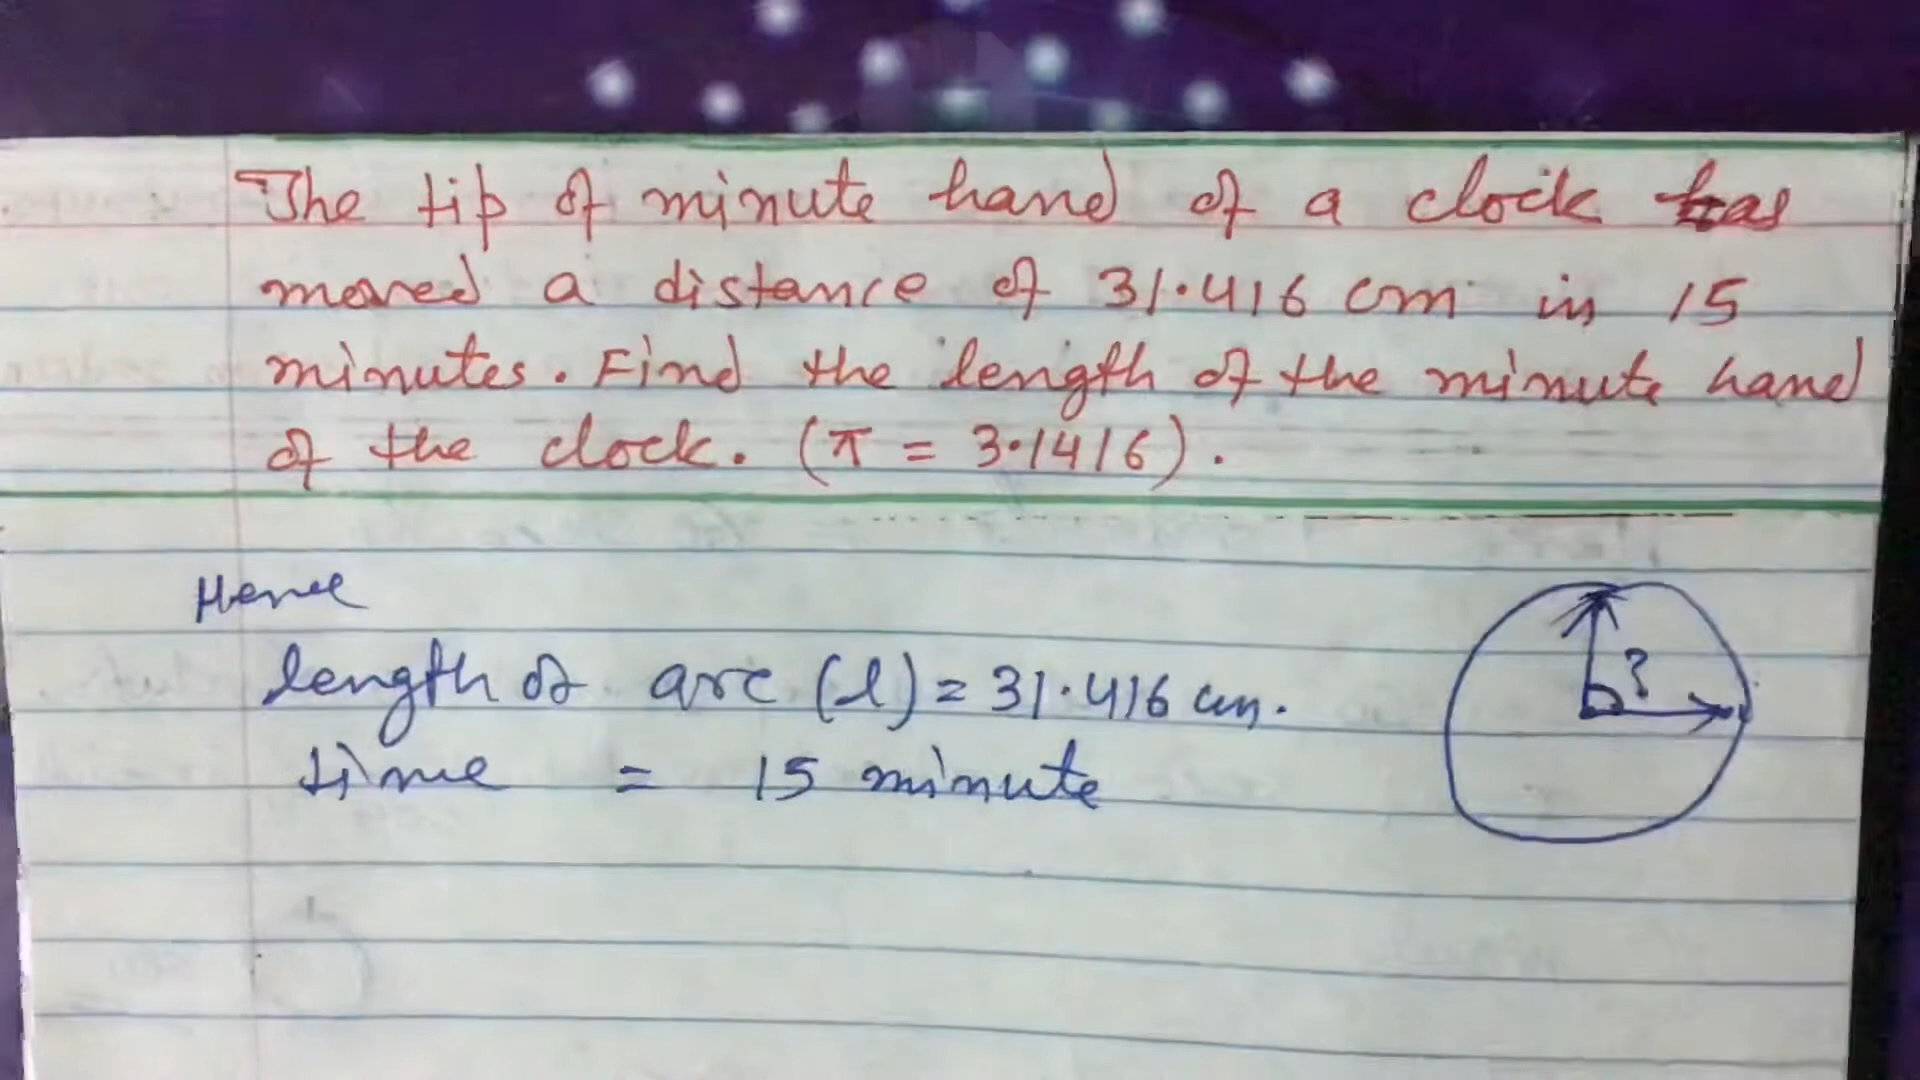 The tip of minute hand of a clock has
moved a distance of 31.416 cm in 15
minutes. Find the length of the minute hand
of the clock. (π = 3.1416).
Here
length of arc (l) = 31.416 cm.
time = 15 minute
?